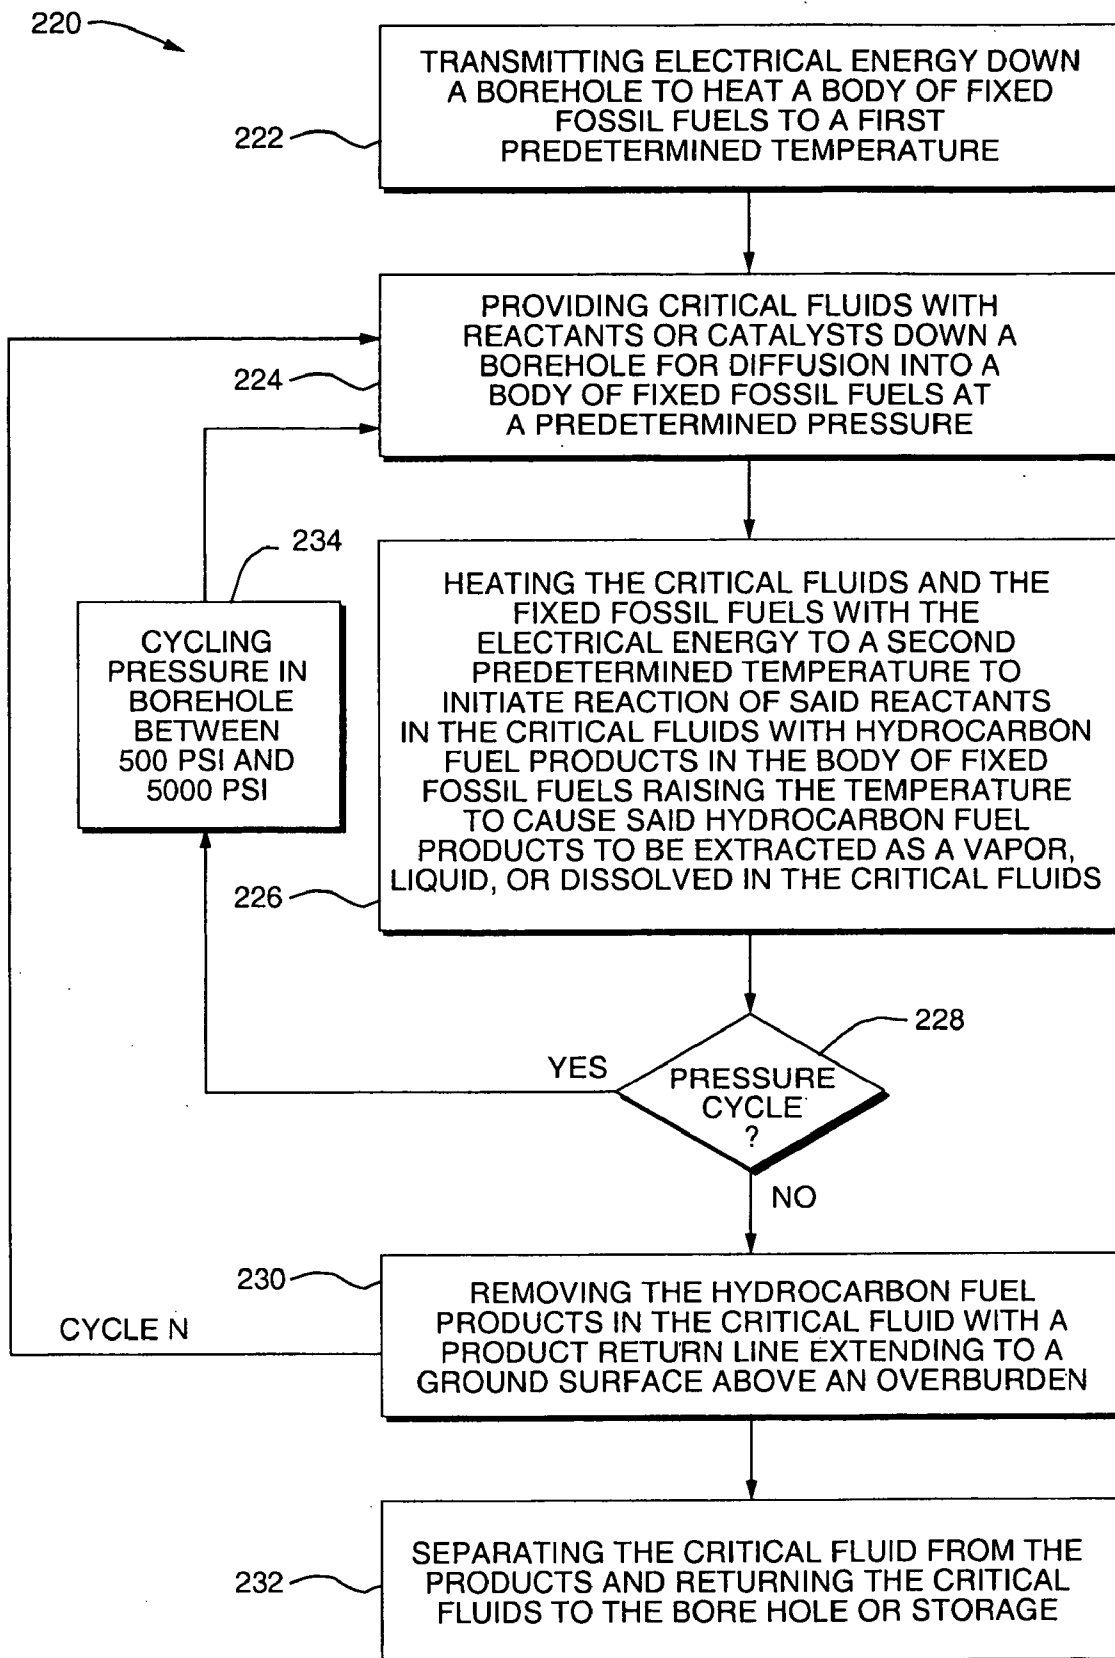 220
TRANSMITTING ELECTRICAL ENERGY DOWN
A BOREHOLE TO HEAT A BODY OF FIXED
FOSSIL FUELS TO A FIRST
PREDETERMINED TEMPERATURE
222
PROVIDING CRITICAL FLUIDS WITH
REACTANTS OR CATALYSTS DOWN A
BOREHOLE FOR DIFFUSION INTO A
BODY OF FIXED FOSSIL FUELS AT
A PREDETERMINED PRESSURE
224
234
CYCLING
PRESSURE IN
BOREHOLE
BETWEEN
500 PSI AND
5000 PSI
HEATING THE CRITICAL FLUIDS AND THE
FIXED FOSSIL FUELS WITH THE
ELECTRICAL ENERGY TO A SECOND
PREDETERMINED TEMPERATURE TO
INITIATE REACTION OF SAID REACTANTS
IN THE CRITICAL FLUIDS WITH HYDROCARBON
FUEL PRODUCTS IN THE BODY OF FIXED
FOSSIL FUELS RAISING THE TEMPERATURE
TO CAUSE SAID HYDROCARBON FUEL
PRODUCTS TO BE EXTRACTED AS A VAPOR,
LIQUID, OR DISSOLVED IN THE CRITICAL FLUIDS
226
228
YES
PRESSURE
CYCLE
?
NO
230
REMOVING THE HYDROCARBON FUEL
PRODUCTS IN THE CRITICAL FLUID WITH A
PRODUCT RETURN LINE EXTENDING TO A
GROUND SURFACE ABOVE AN OVERBURDEN
CYCLE N
SEPARATING THE CRITICAL FLUID FROM THE
PRODUCTS AND RETURNING THE CRITICAL
FLUIDS TO THE BORE HOLE OR STORAGE
232